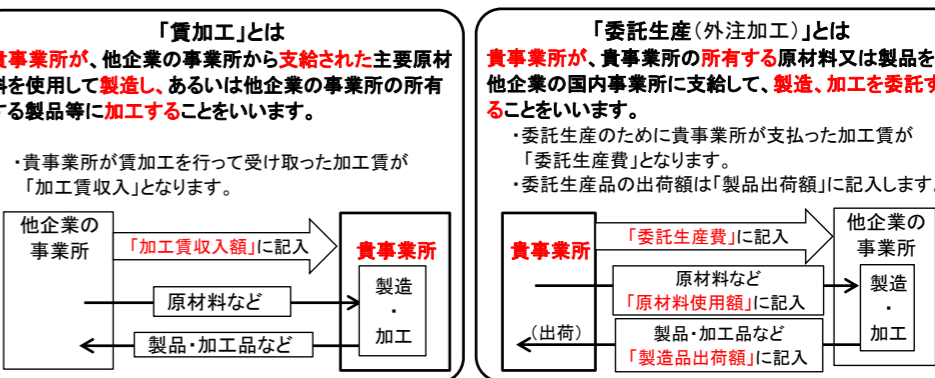 「賃加工」とは
貴事業所が、他企業の事業所から支給された主要原材
料を使用して製造し、あるいは他企業の事業所の所有
する製品等に加工することをいいます。
・貴事業所が賃加工を行って受け取った加工賃が
「加工賃収入」となります。
他企業の
事業所
「加工賃収入額」に記入
貴事業所
原材料など
製造
・
加工
製品・加工品など
「委託生産(外注加工)」とは
貴事業所が、貴事業所の所有する原材料又は製品を
他企業の国内事業所に支給して、製造、加工を委託す
ることをいいます。
・委託生産のために貴事業所が支払った加工賃が
「委託生産費」となります。
・委託生産品の出荷額は「製品出荷額」に記入します。
貴事業所
「委託生産費」に記入
他企業の
事業所
原材料など
「原材料使用額」に記入
製造
・
加工
(出荷)
製品・加工品など
「製造品出荷額」に記入